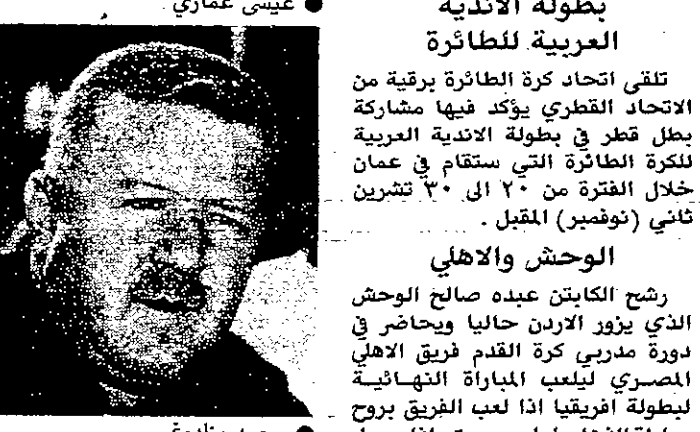 بطولة الاندية
العربية للطائرة
تلقى اتحاد كرة الطائرة برقية من
الاتحاد القطري يؤكد فيها مشاركة
بطل قطر في بطولة الاندية العربية
للكرة الطائرة التي ستقام في عمان
خلال الفترة من ٢٠ الى ٣٠ تشرين
ثاني (نوفمبر) المقبل .
الوحش والاهلي
رشح الكابتن عبده صالح الوحش
الذي يزور الاردن حاليا ويحاضر في
دورة مدربي كرة القدم فريق الاهلي
المصري ليلعب المباراة النهائية
لبطولة افريقيا اذا لعب الفريق بروح
● عيسى عماري .